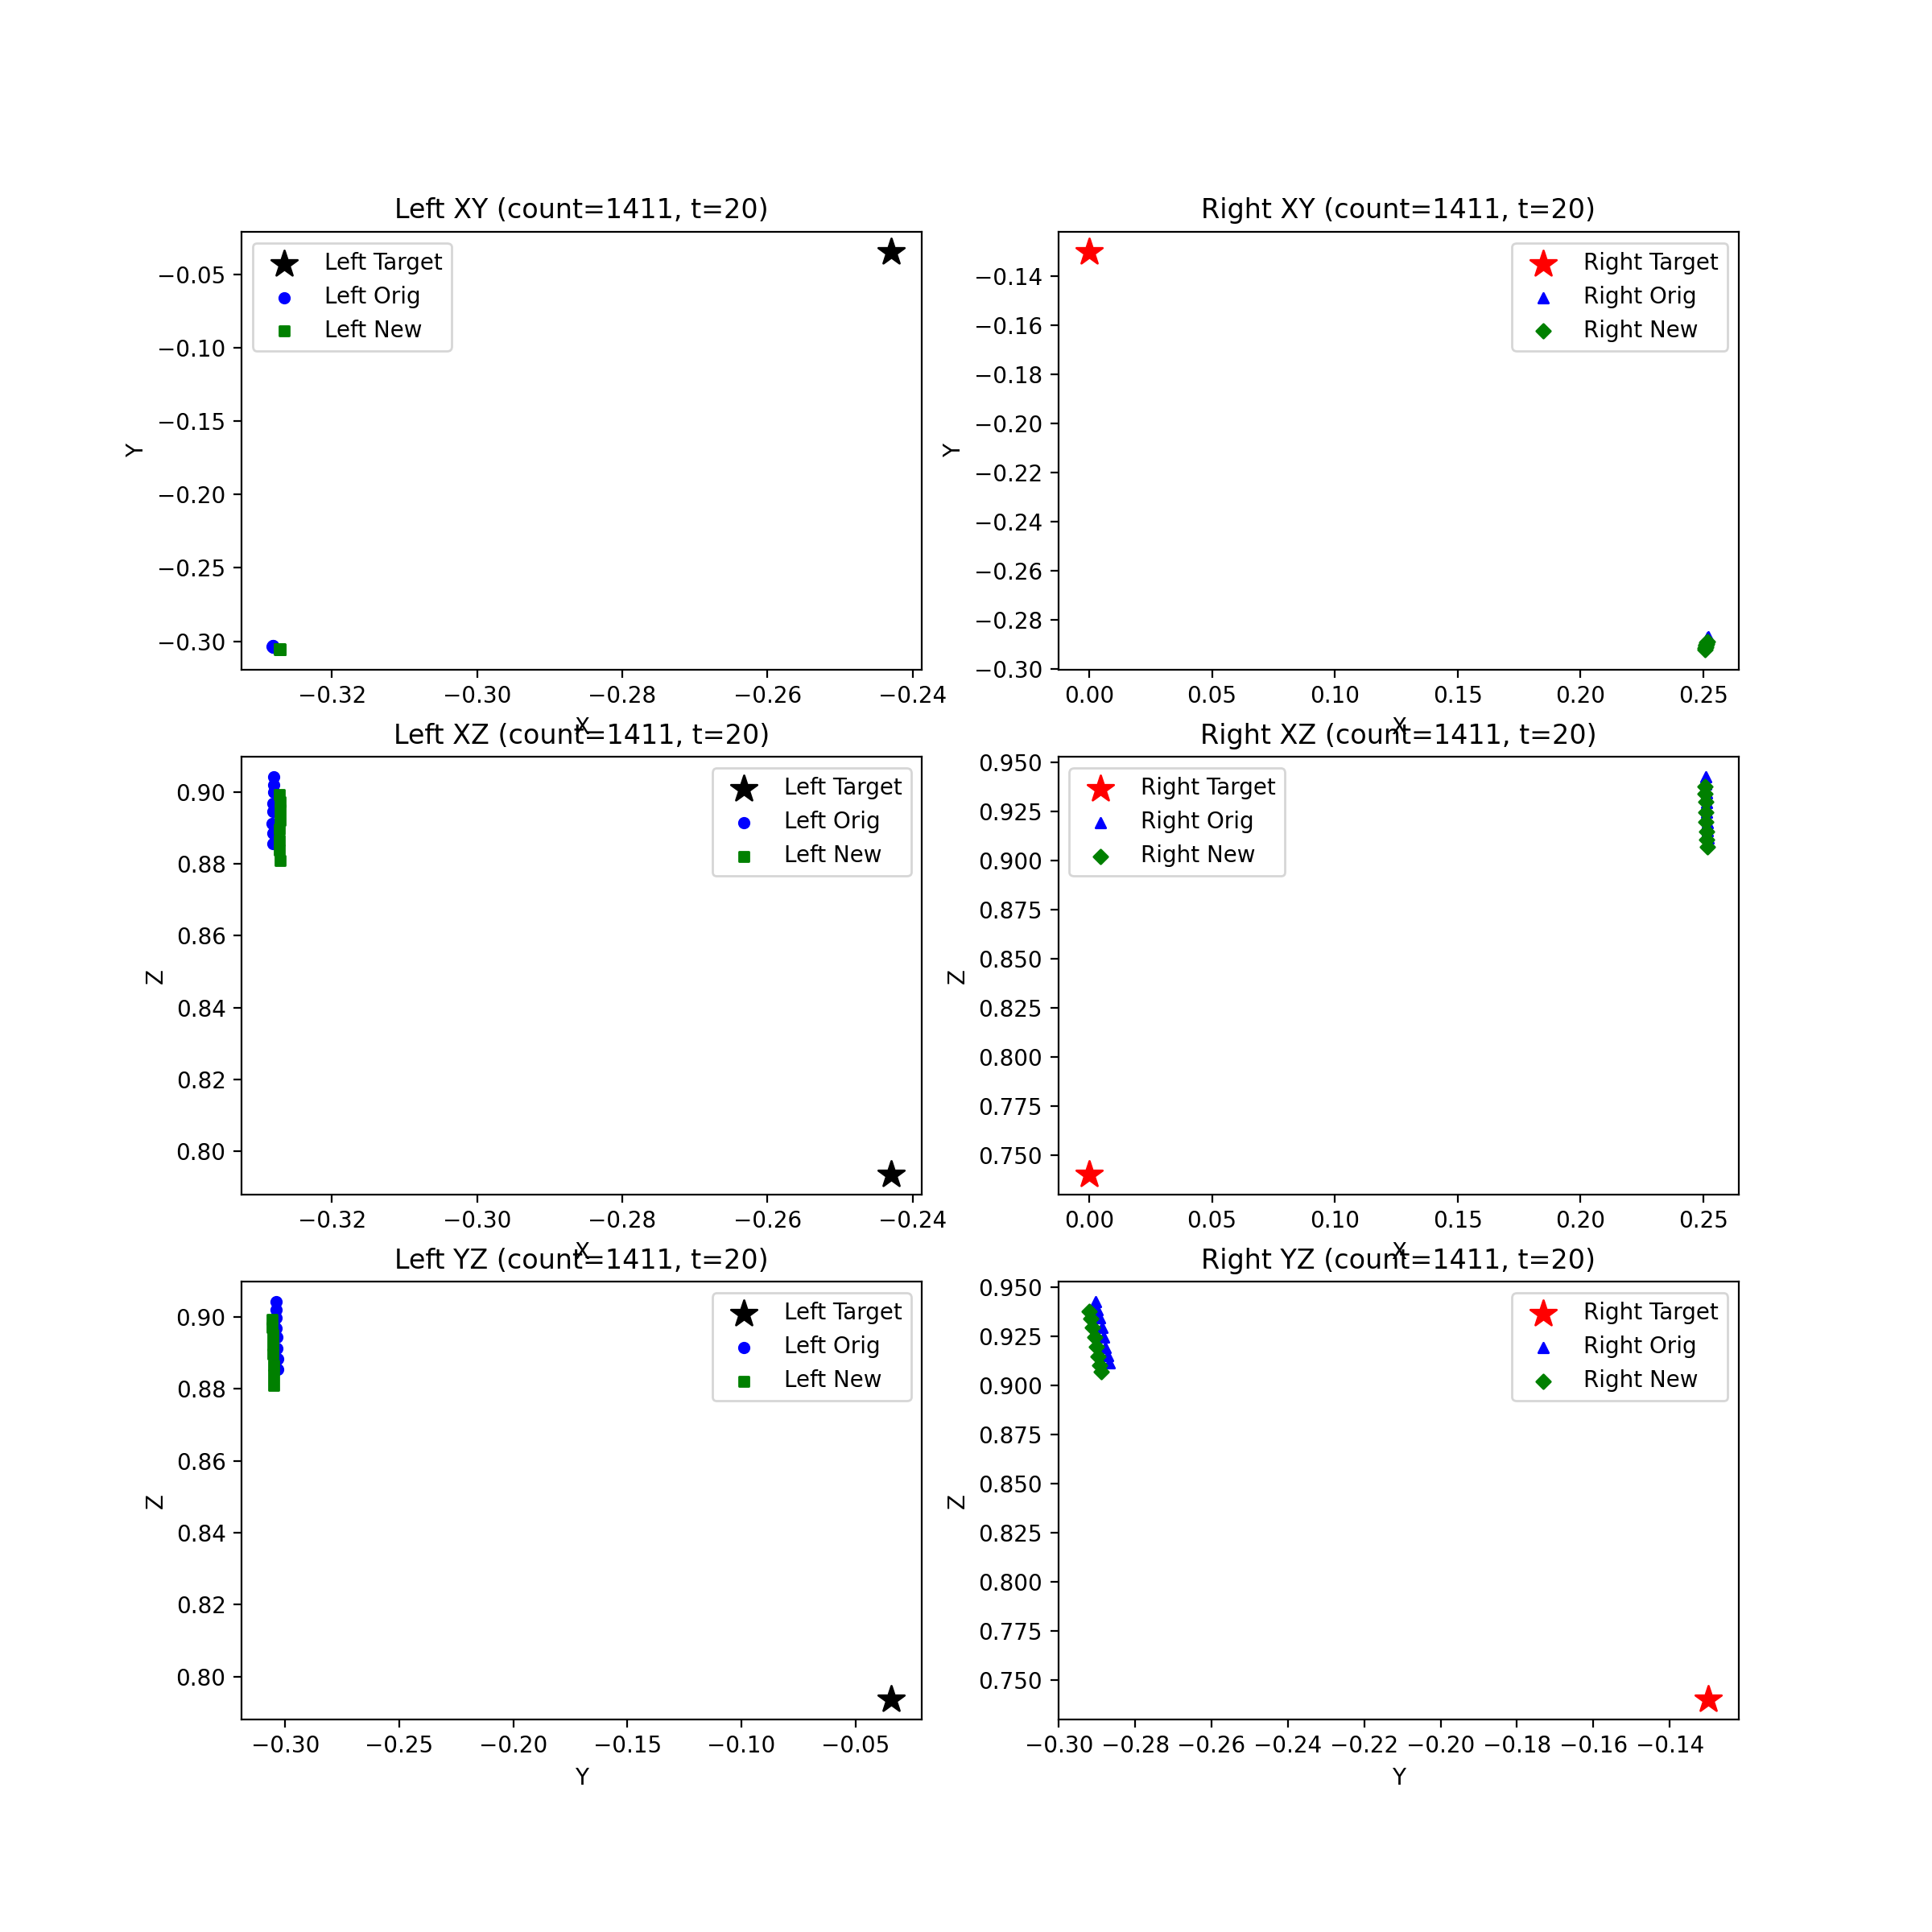 Left XY (count=1411, t=20)
Left Target
Left Orig
Left New
−0.05
−0.10
−0.15
−0.20
−0.25
−0.30
Y
−0.32 −0.30 −0.28 −0.26 −0.24
X
Right XY (count=1411, t=20)
Right Target
Right Orig
Right New
−0.14
−0.16
−0.18
−0.20
−0.22
−0.24
−0.26
−0.28
−0.30
Y
0.00 0.05 0.10 0.15 0.20 0.25
X
Left XZ (count=1411, t=20)
Left Target
Left Orig
Left New
0.90
0.88
0.86
0.84
0.82
0.80
Z
−0.32 −0.30 −0.28 −0.26 −0.24
X
Right XZ (count=1411, t=20)
Right Target
Right Orig
Right New
0.950
0.925
0.900
0.875
0.850
0.825
0.800
0.775
0.750
Z
0.00 0.05 0.10 0.15 0.20 0.25
X
Left YZ (count=1411, t=20)
Left Target
Left Orig
Left New
0.90
0.88
0.86
0.84
0.82
0.80
Z
−0.30 −0.25 −0.20 −0.15 −0.10 −0.05
Y
Right YZ (count=1411, t=20)
Right Target
Right Orig
Right New
0.950
0.925
0.900
0.875
0.850
0.825
0.800
0.775
0.750
Z
−0.30 −0.28 −0.26 −0.24 −0.22 −0.20 −0.18 −0.16 −0.14
Y